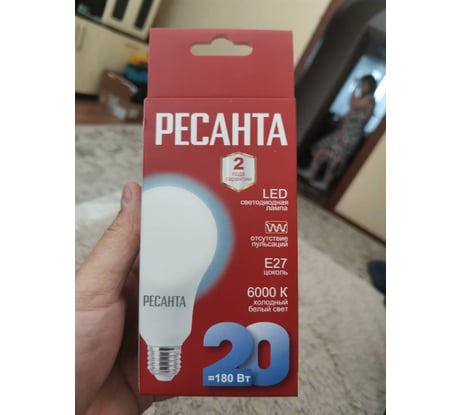 РЕСАНТА
2
года
гарантии
LED
светодиодная
лампа
отсутствие
пульсаций
E27
цоколь
6000 К
холодный
белый свет
РЕСАНТА
20
=180 Вт